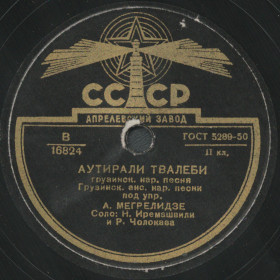 СССР
АПРЕЛЕВСКИЙ ЗАВОД
В
16824
ГОСТ 5289-50
II кл.
АУТИРАЛИ ТВАЛЕБИ
грузинск. нар. песня
Грузинск. анс. нар. песни
под упр.
А. МЕГРЕЛИДЗЕ
Соло: Н. Иремашвили
и Р. Чолокава